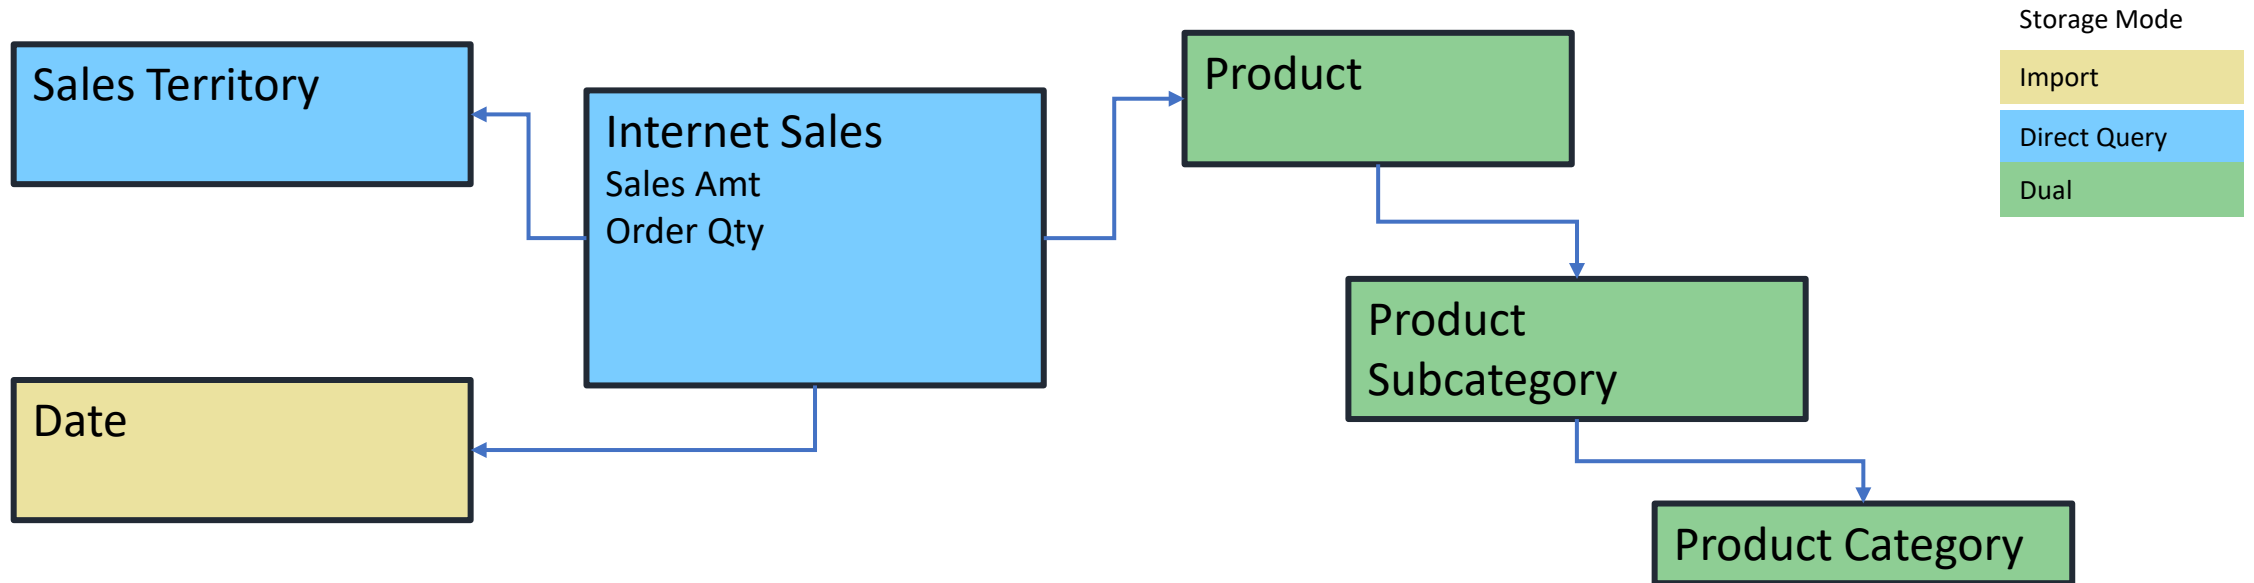 Storage Mode
Import
Direct Query
Dual
Sales Territory
Internet Sales
Sales Amt
Order Qty
Product
Product
Subcategory
Date
Product Category